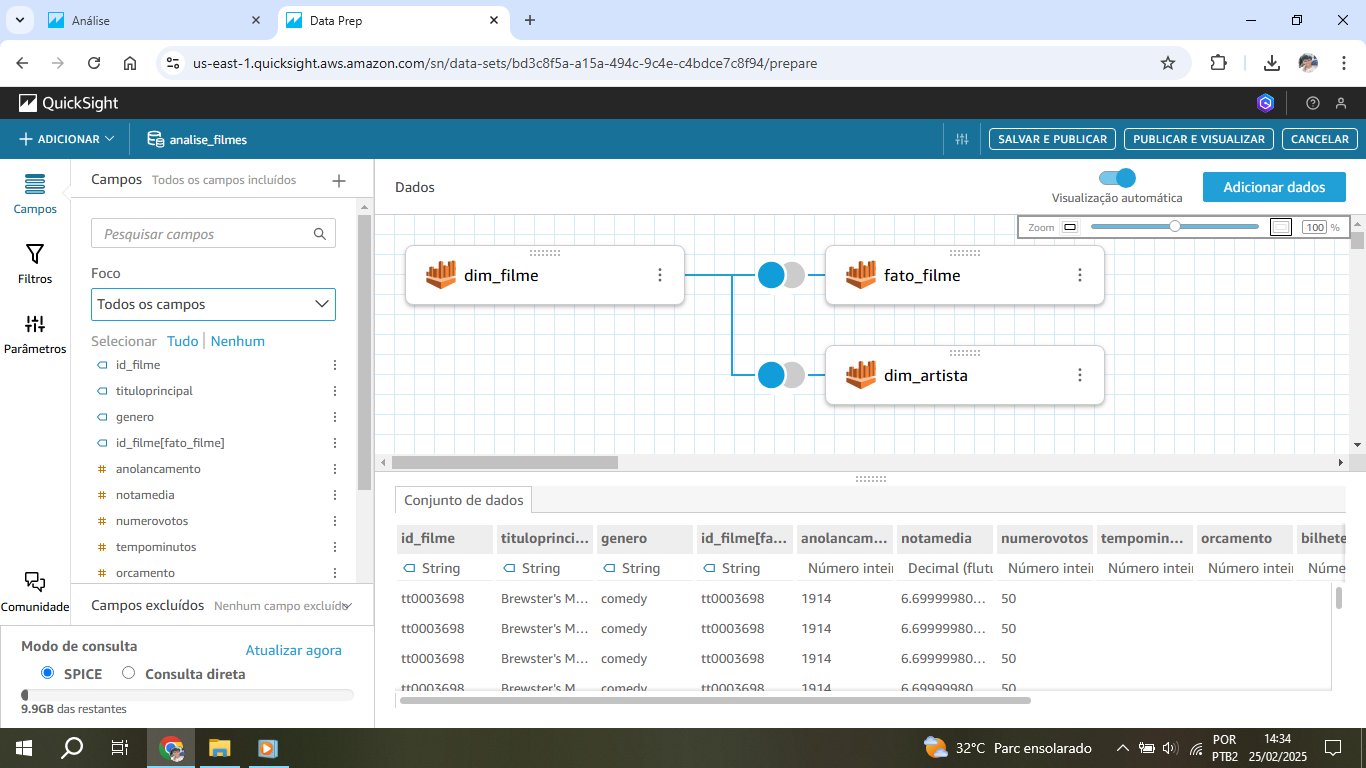 Análise
Data Prep
us-east-1.quicksight.aws.amazon.com/sn/data-sets/bd3c8f5a-a15a-494c-9c4e-c4bdce7c8f94/prepare
QuickSight
ADICIONAR
analise_filmes
SALVAR E PUBLICAR
PUBLICAR E VISUALIZAR
CANCELAR
Campos
Filtros
Parâmetros
Comunidade
Campos Todos os campos incluídos
Pesquisar campos
Foco
Todos os campos
Selecionar Tudo Nenhum
id_filme
tituloprincipal
genero
id_filme[fato_filme]
# anolancamento
# notamedia
# numerovotos
# tempominutos
# orcamento
Campos excluídos Nenhum campo excluído
Modo de consulta Atualizar agora
SPICE Consulta direta
9.9GB das restantes
Dados
Visualização automática
Adicionar dados
Zoom 100 %
dim_filme
fato_filme
dim_artista
Conjunto de dados
id_filme tituloprinci... genero id_filme[fa... anolancam... notamedia numerovotos tempomin... orcamento bilhete
String String String String Número intei Decimal (flutu Número intei Número intei Número intei Núme
tt0003698 Brewster's M... comedy tt0003698 1914 6.69999980... 50
tt0003698 Brewster's M... comedy tt0003698 1914 6.69999980... 50
tt0003698 Brewster's M... comedy tt0003698 1914 6.69999980... 50
tt0003698 Brewster's M... comedy tt0003698 1914 6.69999980... 50
32°C Parc ensolarado
POR
PTB2
14:34
25/02/2025